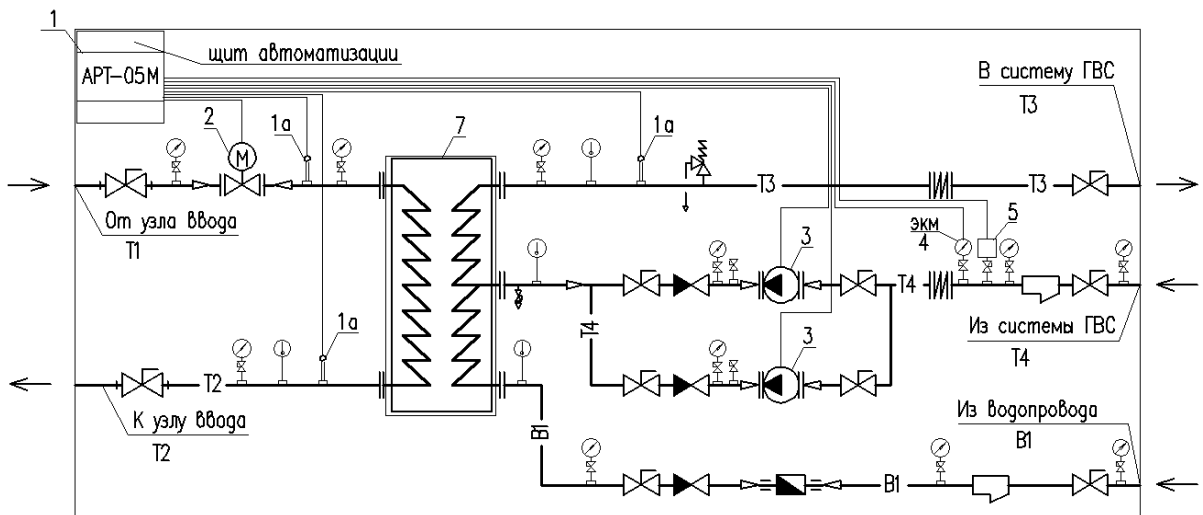 1
щит автоматизации
АРТ-05М
2
М
1а
7
1а
В систему ГВС
Т3
Т3
Т3
От узла ввода
Т1
3
экм
4
5
Т4
Т4
1а
3
Из системы ГВС
Т4
Т2
К узлу ввода
Т2
В1
Из водопровода
В1
В1